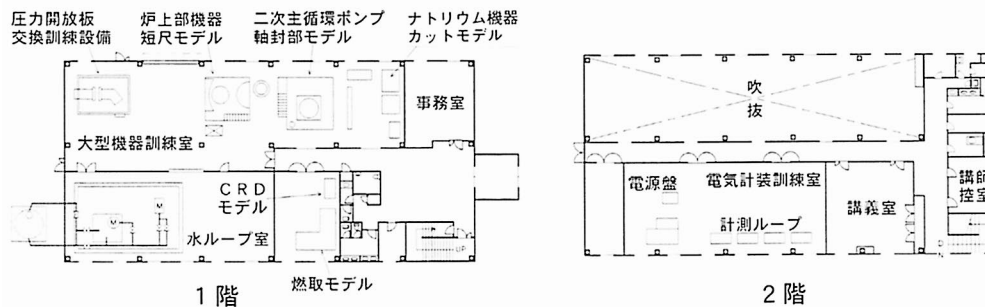 圧力開放板
交換訓練設備
炉上部機器
短尺モデル
二次主循環ポンプ
軸封部モデル
ナトリウム機器
カットモデル
事務室
大型機器訓練室
CRD
モデル
水ループ室
M
M
UP
燃取モデル
1階
吹
抜
電源盤
電気計装訓練室
計測ループ
講義室
講師
控室
2階